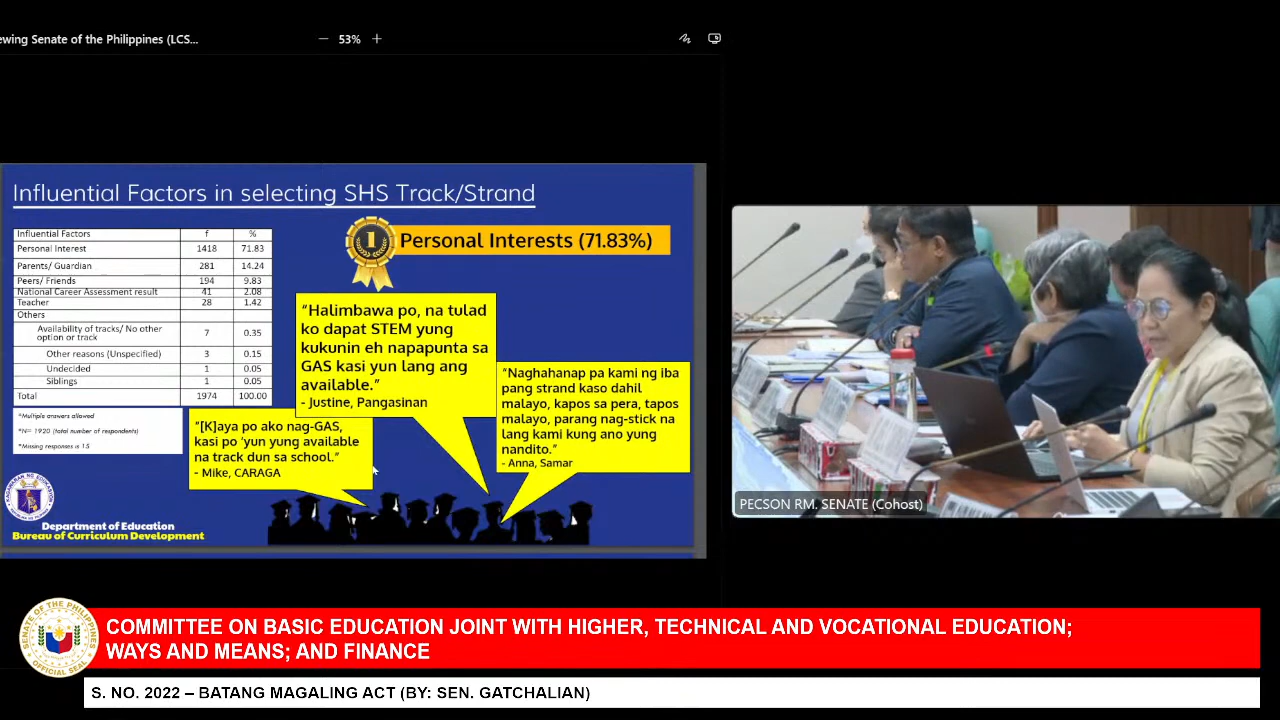 ewing Senate of the Philippines (LCS...
53%
Influential Factors in selecting SHS Track/Strand
Influential Factors f %
Personal Interest 1418 71.83
Parents/ Guardian 281 14.24
Peers/ Friends 194 9.83
National Career Assessment result 41 2.08
Teacher 28 1.42
Others
Availability of tracks/ No other option or track 7 0.35
Other reasons (Unspecified) 3 0.15
Undecided 1 0.05
Siblings 1 0.05
Total 1974 100.00
*Multiple answers allowed
*N= 1920 (total number of respondents)
*Missing responses is 15
1
Personal Interests (71.83%)
"Halimbawa po, na tulad
ko dapat STEM yung
kukunin eh napapunta sa
GAS kasi yun lang ang
available."
- Justine, Pangasinan
"[K]aya po ako nag-GAS,
kasi po 'yun yung available
na track dun sa school."
- Mike, CARAGA
"Naghahanap pa kami ng iba
pang strand kaso dahil
malayo, kapos sa pera, tapos
malayo, parang nag-stick na
lang kami kung ano yung
nandito."
- Anna, Samar
Department of Education
Bureau of Curriculum Development
PECSON RM. SENATE (Cohost)
SENATE OF THE PHILIPPINES
OFFICIAL SEAL
COMMITTEE ON BASIC EDUCATION JOINT WITH HIGHER, TECHNICAL AND VOCATIONAL EDUCATION;
WAYS AND MEANS; AND FINANCE
S. NO. 2022 – BATANG MAGALING ACT (BY: SEN. GATCHALIAN)